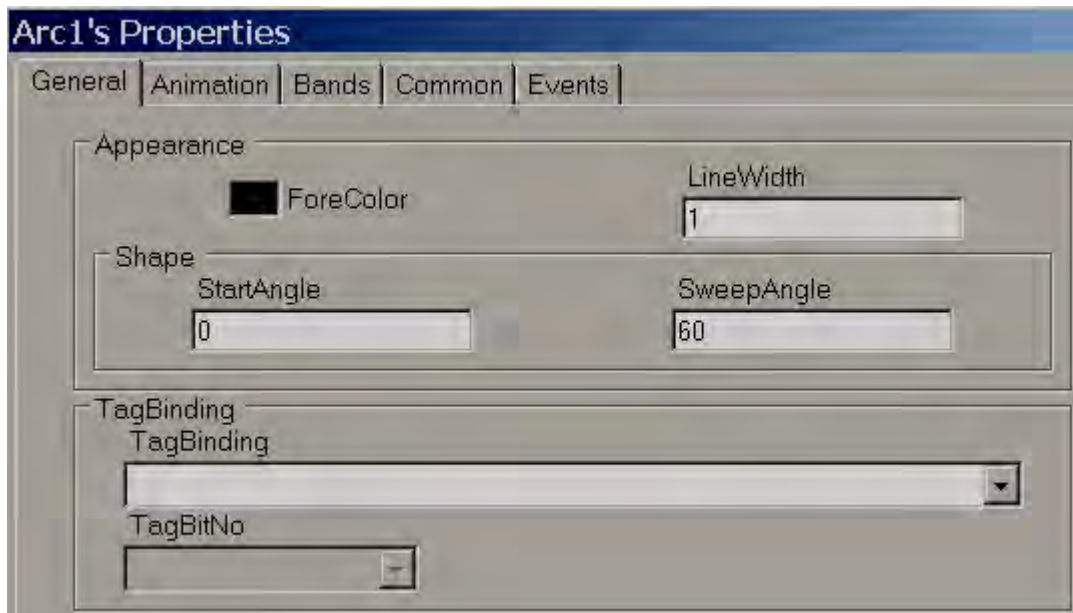 Arc1's Properties
General Animation Bands Common Events
Appearance
ForeColor
LineWidth
1
Shape
StartAngle
SweepAngle
0
60
TagBinding
TagBinding
TagBitNo